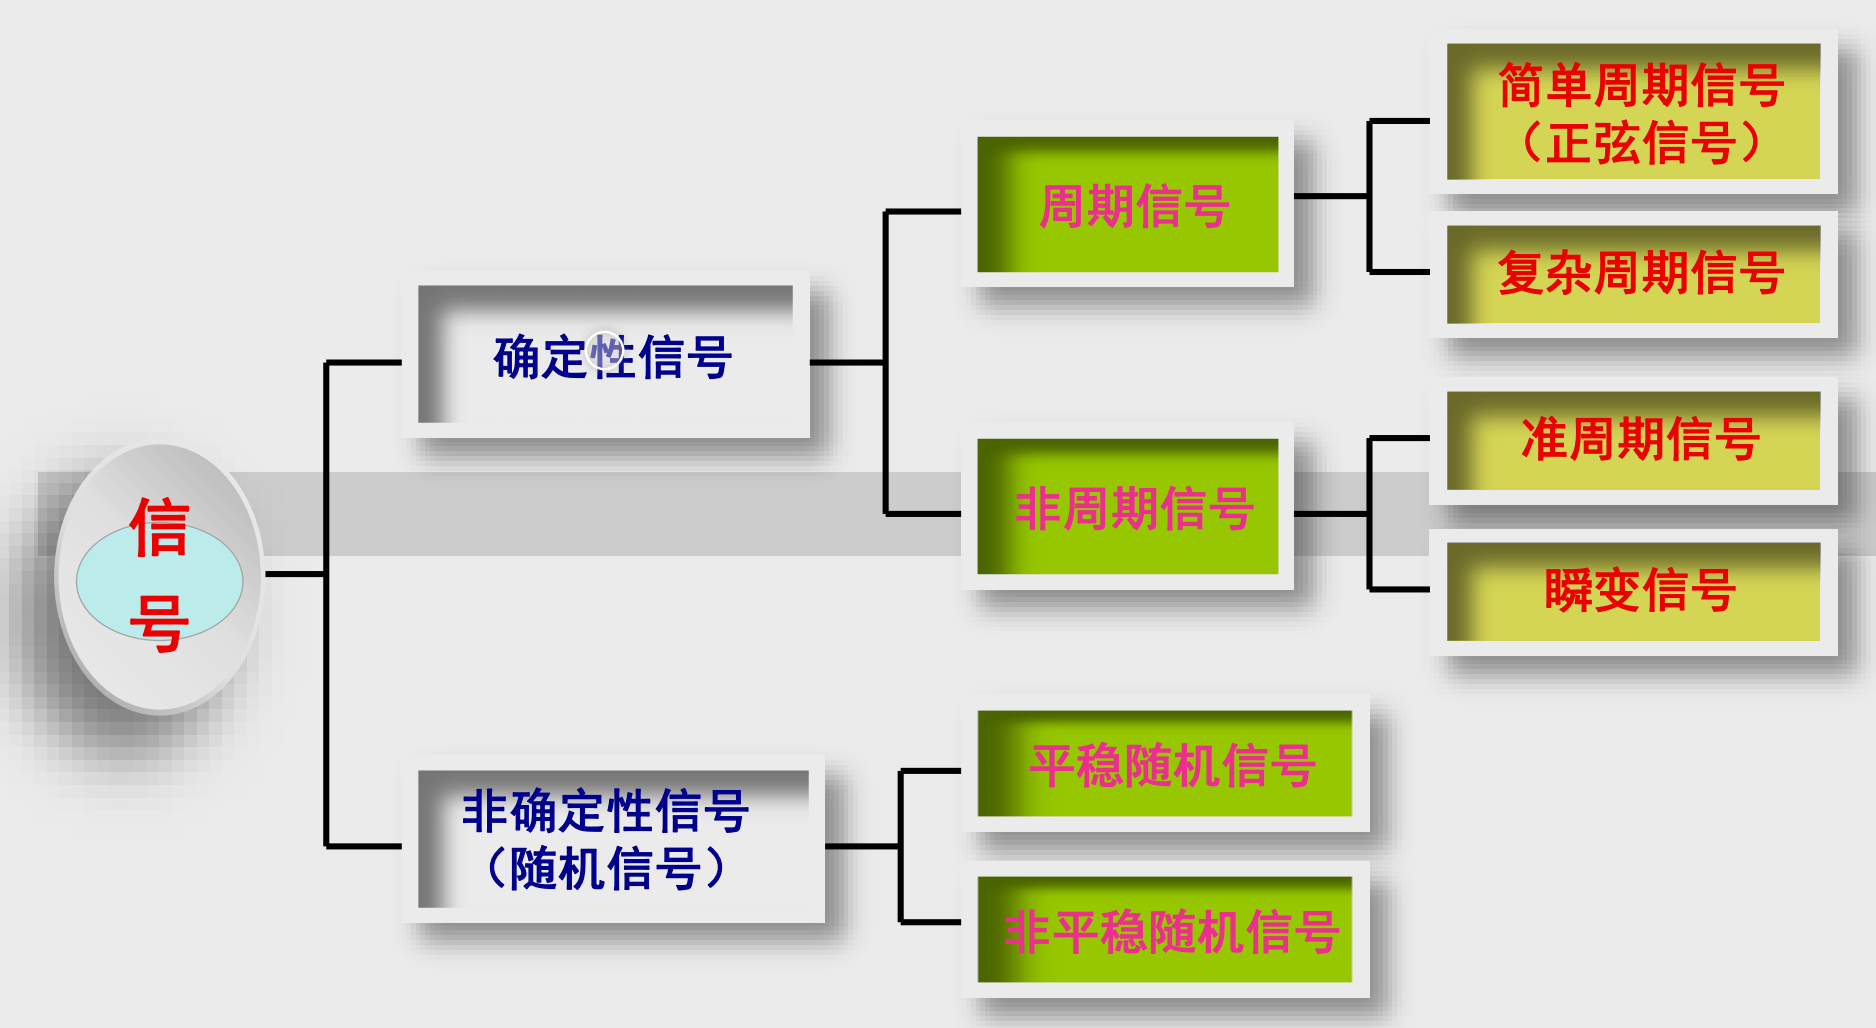 信
号
确定性信号
非确定性信号
（随机信号）
周期信号
非周期信号
平稳随机信号
非平稳随机信号
简单周期信号
（正弦信号）
复杂周期信号
准周期信号
瞬变信号